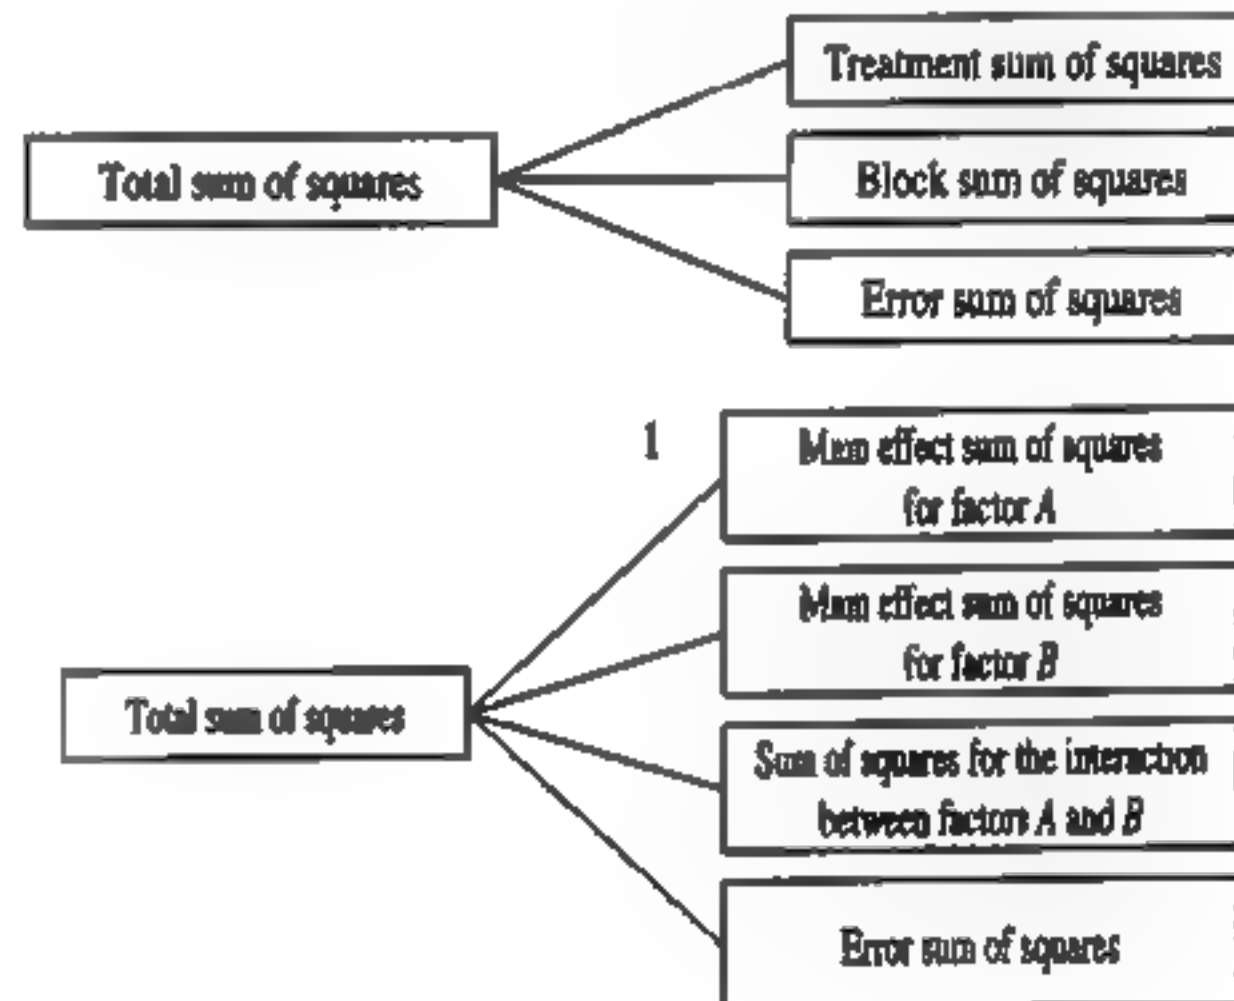 Treatment sum of squares
Total sum of squares
Block sum of squares
Error sum of squares
1
Main effect sum of squares
for factor A
Main effect sum of squares
for factor B
Total sum of squares
Sum of squares for the interaction
between factors A and B
Error sum of squares